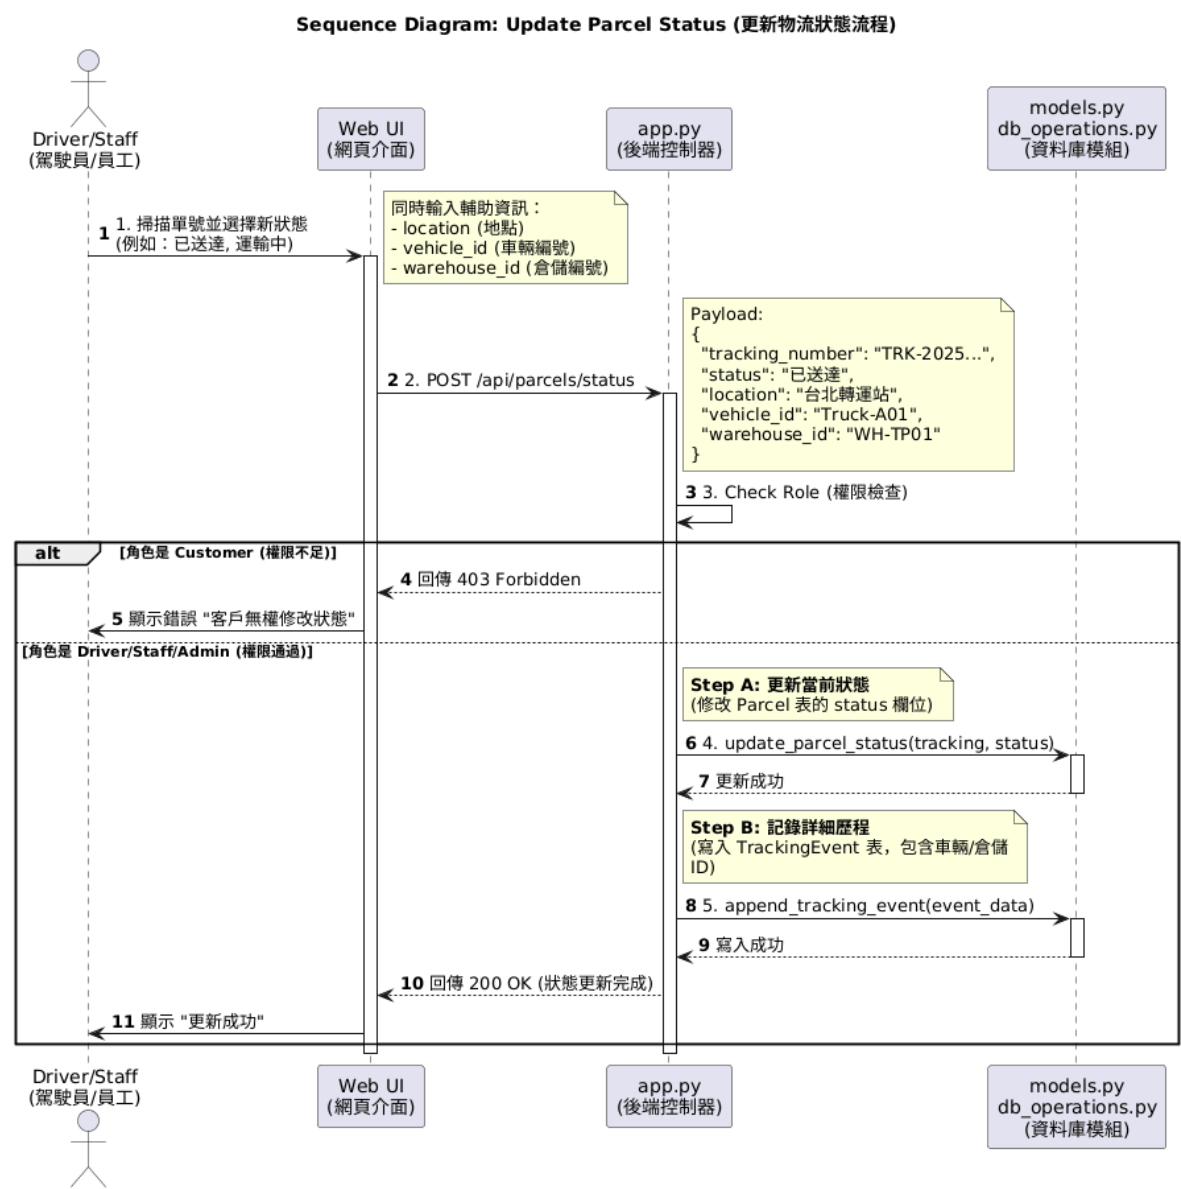 Sequence Diagram: Update Parcel Status (更新物流狀態流程)
Driver/Staff
(駕駛員/員工)
Web UI
(網頁介面)
app.py
(後端控制器)
models.py
db_operations.py
(資料庫模組)
同時輸入輔助資訊：
- location (地點)
- vehicle_id (車輛編號)
- warehouse_id (倉儲編號)
1 1. 掃描單號並選擇新狀態
(例如：已送達, 運輸中)
Payload:
{
"tracking_number": "TRK-2025...",
"status": "已送達",
"location": "台北轉運站",
"vehicle_id": "Truck-A01",
"warehouse_id": "WH-TP01"
}
2 2. POST /api/parcels/status
3 3. Check Role (權限檢查)
alt [角色是 Customer (權限不足)]
4 回傳 403 Forbidden
5 顯示錯誤 "客戶無權修改狀態"
[角色是 Driver/Staff/Admin (權限通過)]
Step A: 更新當前狀態
(修改 Parcel 表的 status 欄位)
6 4. update_parcel_status(tracking, status)
7 更新成功
Step B: 記錄詳細歷程
(寫入 TrackingEvent 表，包含車輛/倉儲
ID)
8 5. append_tracking_event(event_data)
9 寫入成功
10 回傳 200 OK (狀態更新完成)
11 顯示 "更新成功"
Driver/Staff
(駕駛員/員工)
Web UI
(網頁介面)
app.py
(後端控制器)
models.py
db_operations.py
(資料庫模組)